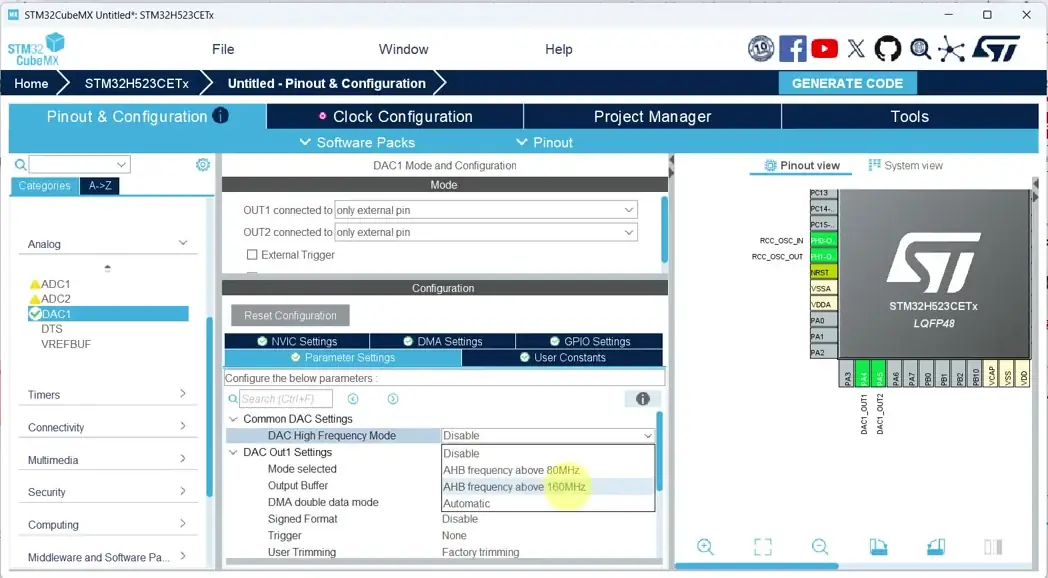 STM32CubeMX Untitled*: STM32H523CETx
STM32
CubeMX
File
Window
Help
10
Home
STM32H523CETx
Untitled - Pinout & Configuration
GENERATE CODE
Pinout & Configuration
Clock Configuration
Project Manager
Tools
Software Packs
Pinout
Categories
A->Z
Analog
ADC1
ADC2
DAC1
DTS
VREFBUF
Timers
Connectivity
Multimedia
Security
Computing
Middleware and Software Pa...
DAC1 Mode and Configuration
Mode
OUT1 connected to only external pin
OUT2 connected to only external pin
External Trigger
Configuration
Reset Configuration
NVIC Settings
DMA Settings
GPIO Settings
Parameter Settings
User Constants
Configure the below parameters :
Search (Ctrl+F)
Common DAC Settings
DAC High Frequency Mode Disable
Disable
AHB frequency above 80MHz
AHB frequency above 160MHz
Automatic
DAC Out1 Settings
Mode selected
Output Buffer
DMA double data mode
Signed Format Disable
Trigger None
User Trimming Factory trimming
Pinout view
System view
PC13
PC14-..
PC15-..
RCC_OSC_IN PH0-O..
RCC_OSC_OUT PH1-O..
NRST
VSSA
VDDA
PA0
PA1
PA2
STM32H523CETx
LQFP48
PA3
PA4
PA5
PA6
PA7
PB0
PB1
PB2
PB10
VCAP
VSS
VDD
DAC1_OUT1
DAC1_OUT2